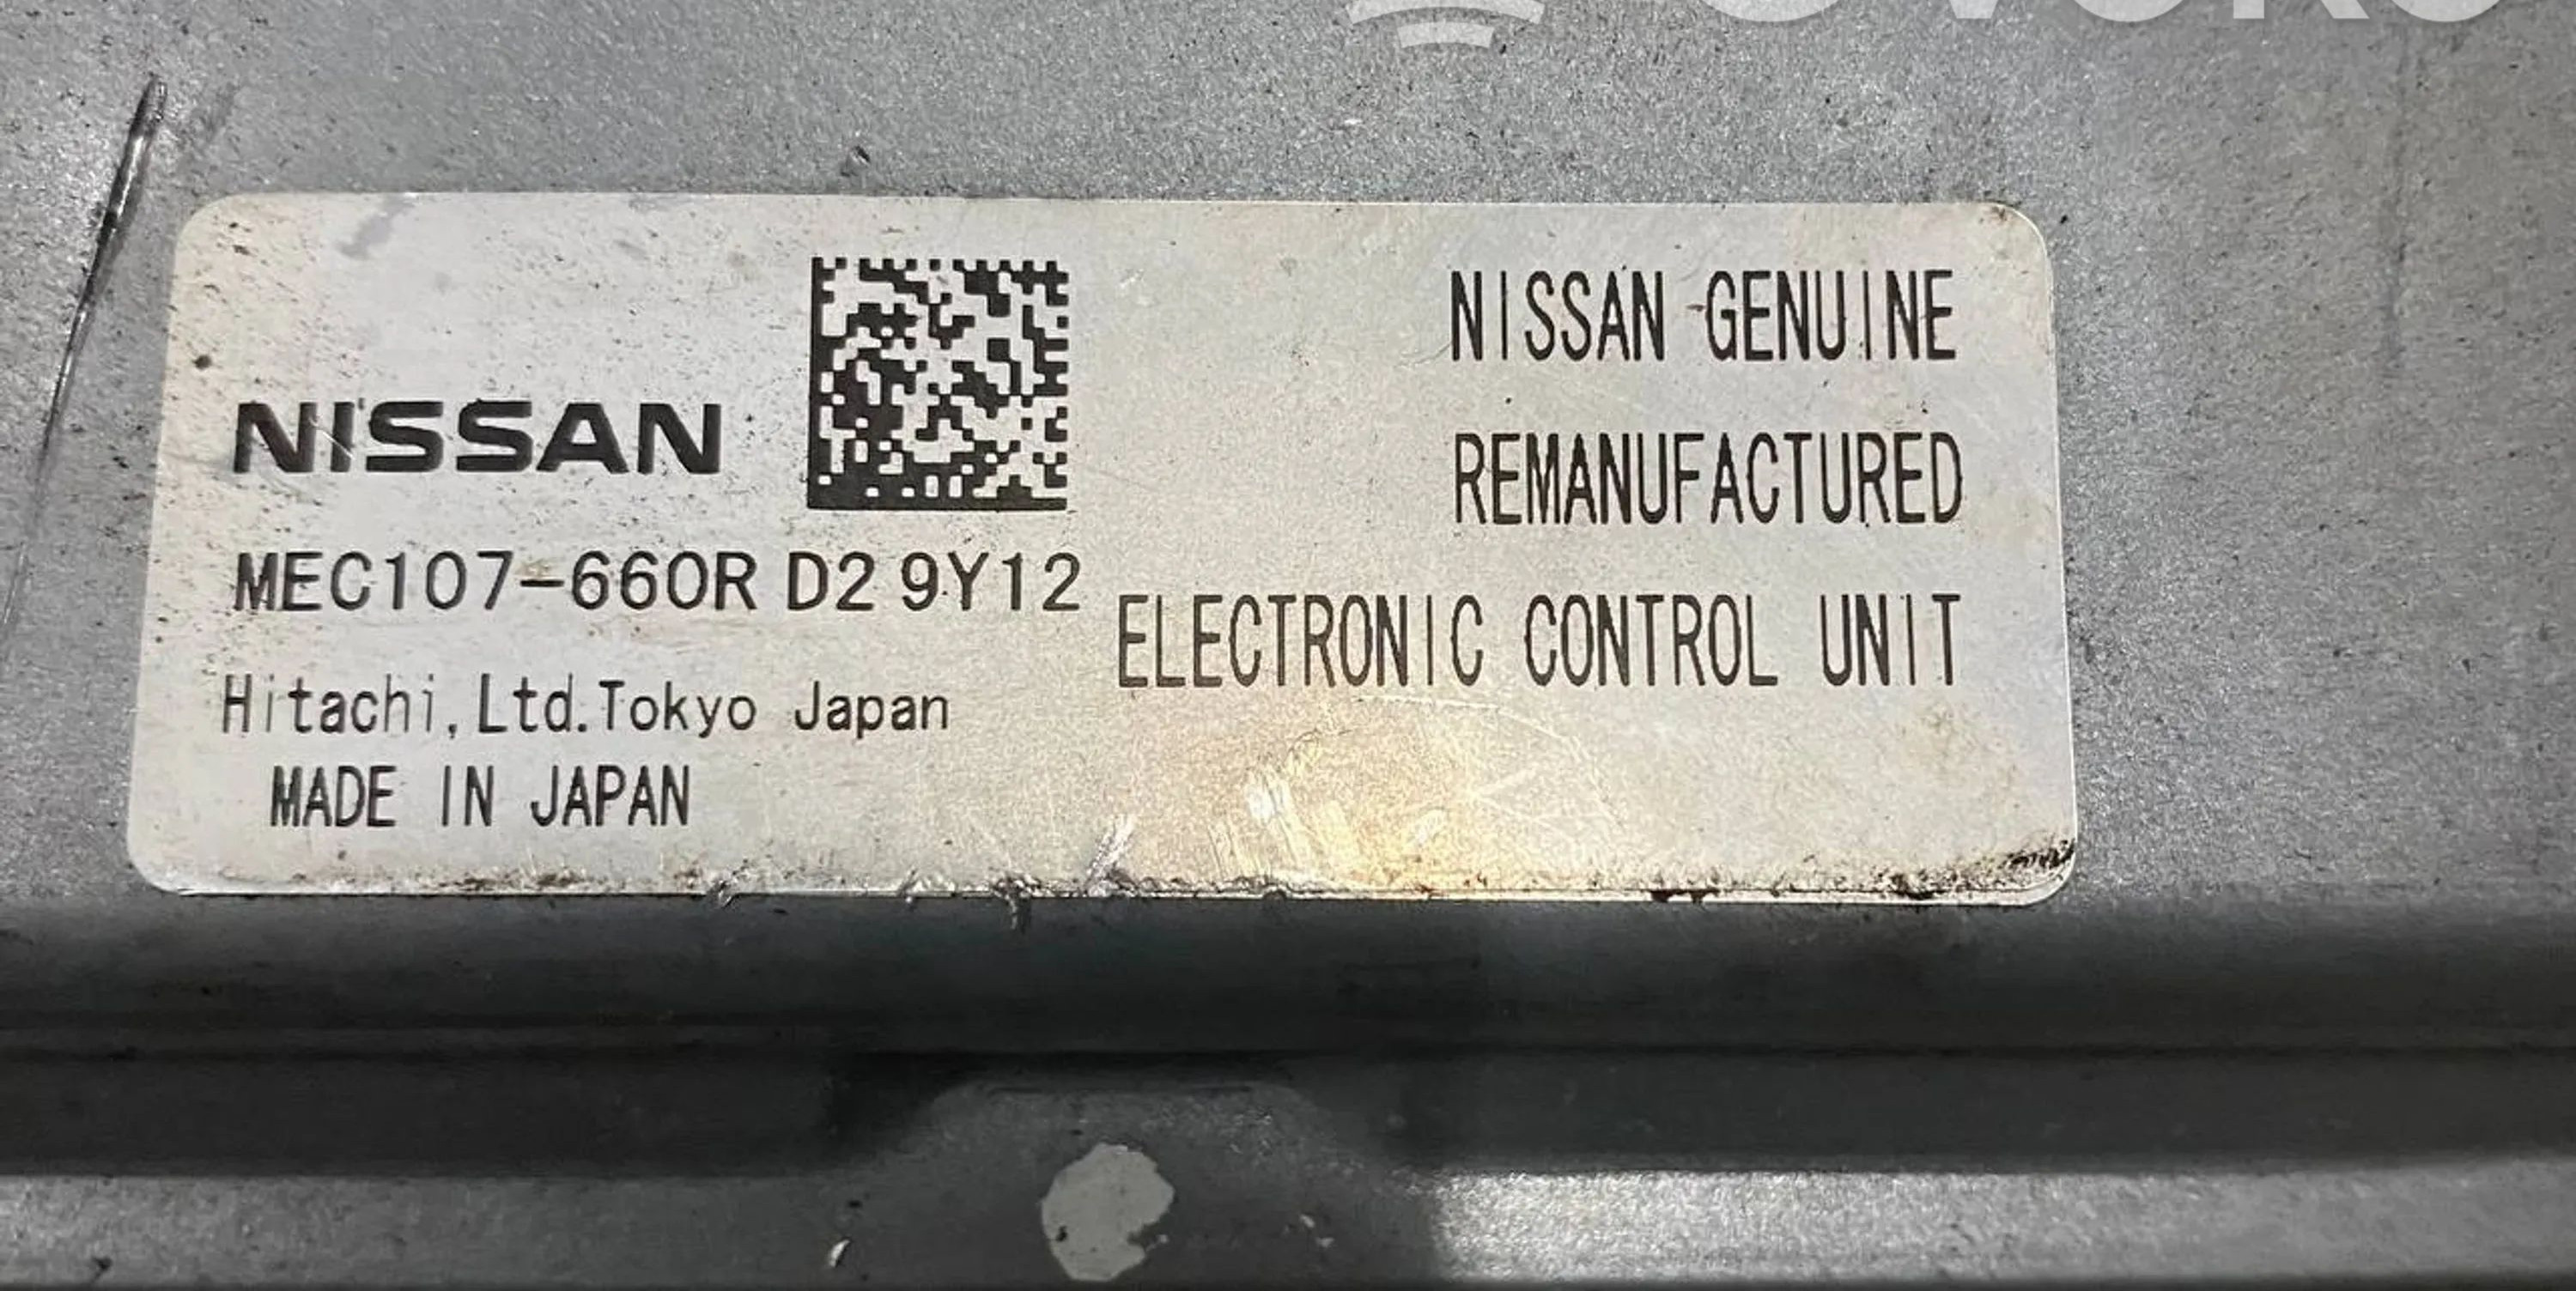 NISSAN
MEC107-660R D2 9Y12
Hitachi,Ltd.Tokyo Japan
MADE IN JAPAN
NISSAN GENUINE
REMANUFACTURED
ELECTRONIC CONTROL UNIT